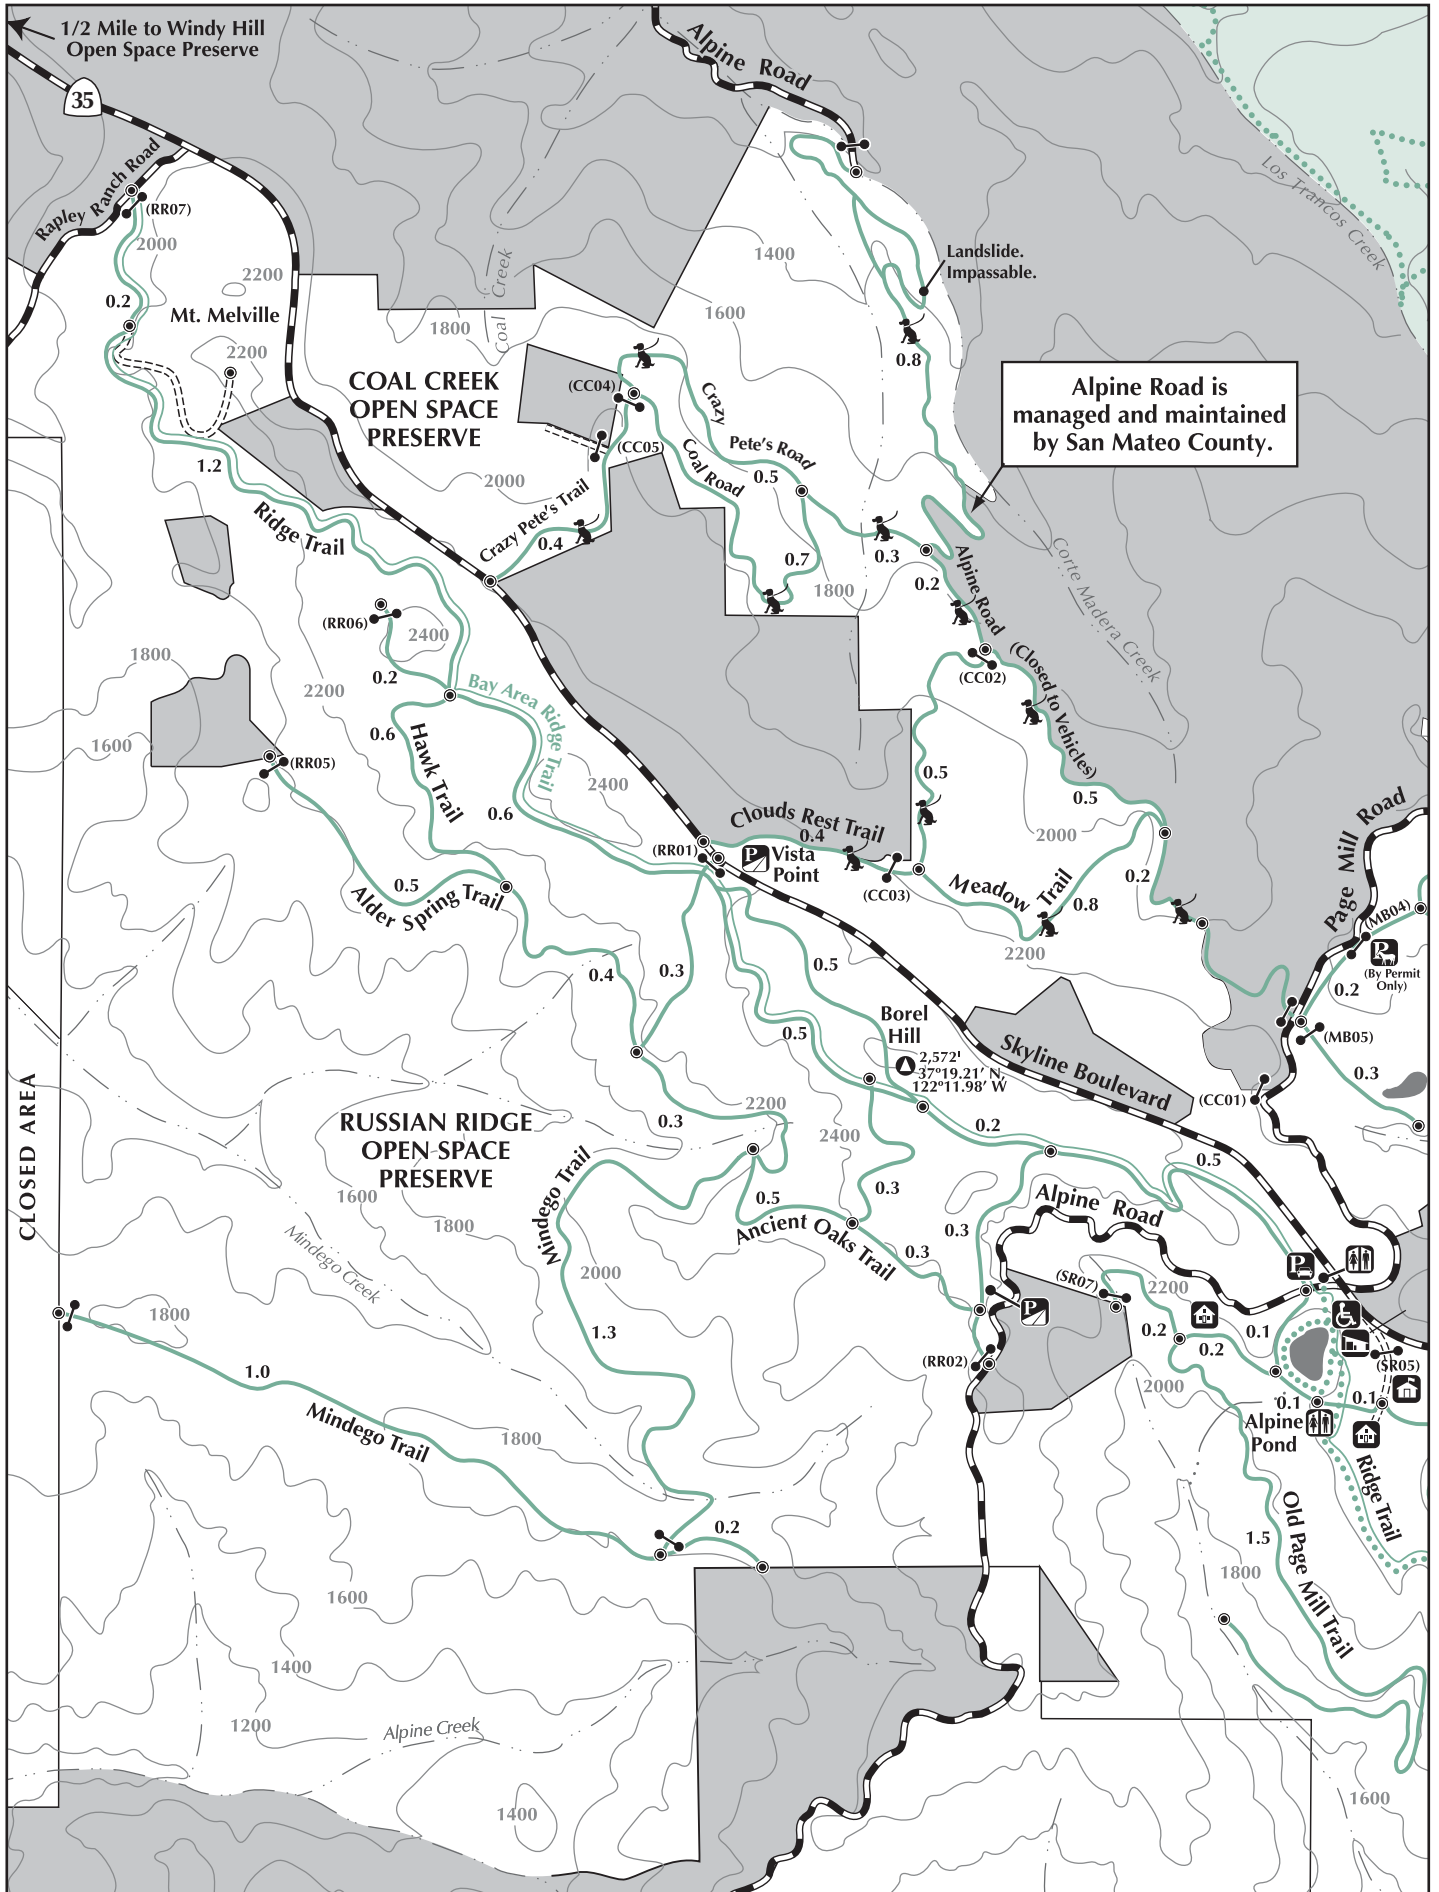 1/2 Mile to Windy Hill
Open Space Preserve
35
Alpine Road
Los Trancos Creek
Rapley Ranch Road
(RR07)
2000
2200
0.2
Mt. Melville
2200
1800
Coal Creek
1400
1600
Landslide.
Impassable.
0.8
COAL CREEK
OPEN SPACE
PRESERVE
(CC04)
(CC05)
Crazy
Pete's Road
0.5
Coal Road
Alpine Road is
managed and maintained
by San Mateo County.
1.2
2000
Ridge Trail
Crazy Pete's Trail
0.4
0.7
0.3
1800
0.2
Alpine Road
(Closed to Vehicles)
Corte Madera Creek
(RR06)
2400
0.2
(CC02)
1800
2200
Bay Area Ridge Trail
0.6
Hawk Trail
1600
(RR05)
2400
0.6
0.5
0.5
Clouds Rest Trail
0.4
2000
(RR01)
P
Vista
Point
(CC03)
Meadow Trail
0.8
0.2
Page Mill Road
(MB04)
P
(By Permit
Only)
0.5
Alder Spring Trail
2200
0.4
0.3
0.5
0.2
(MB05)
0.5
Borel
Hill
2,572'
37º19.21' N,
122º11.98' W
Skyline Boulevard
0.3
(CC01)
CLOSED AREA
RUSSIAN RIDGE
OPEN SPACE
PRESERVE
0.3
2200
2400
0.2
0.5
Mindego Trail
1600
1800
0.5
0.3
Ancient Oaks Trail
0.3
0.3
Alpine Road
Mindego Creek
2000
(SR07)
2200
P
P
1800
1.3
0.2
0.2
0.1
(RR02)
(SR05)
1.0
2000
0.1
0.1
Alpine
Pond
Mindego Trail
1800
Ridge Trail
0.2
Old Page Mill Trail
1.5
1800
1600
1400
1200
Alpine Creek
1400
1600